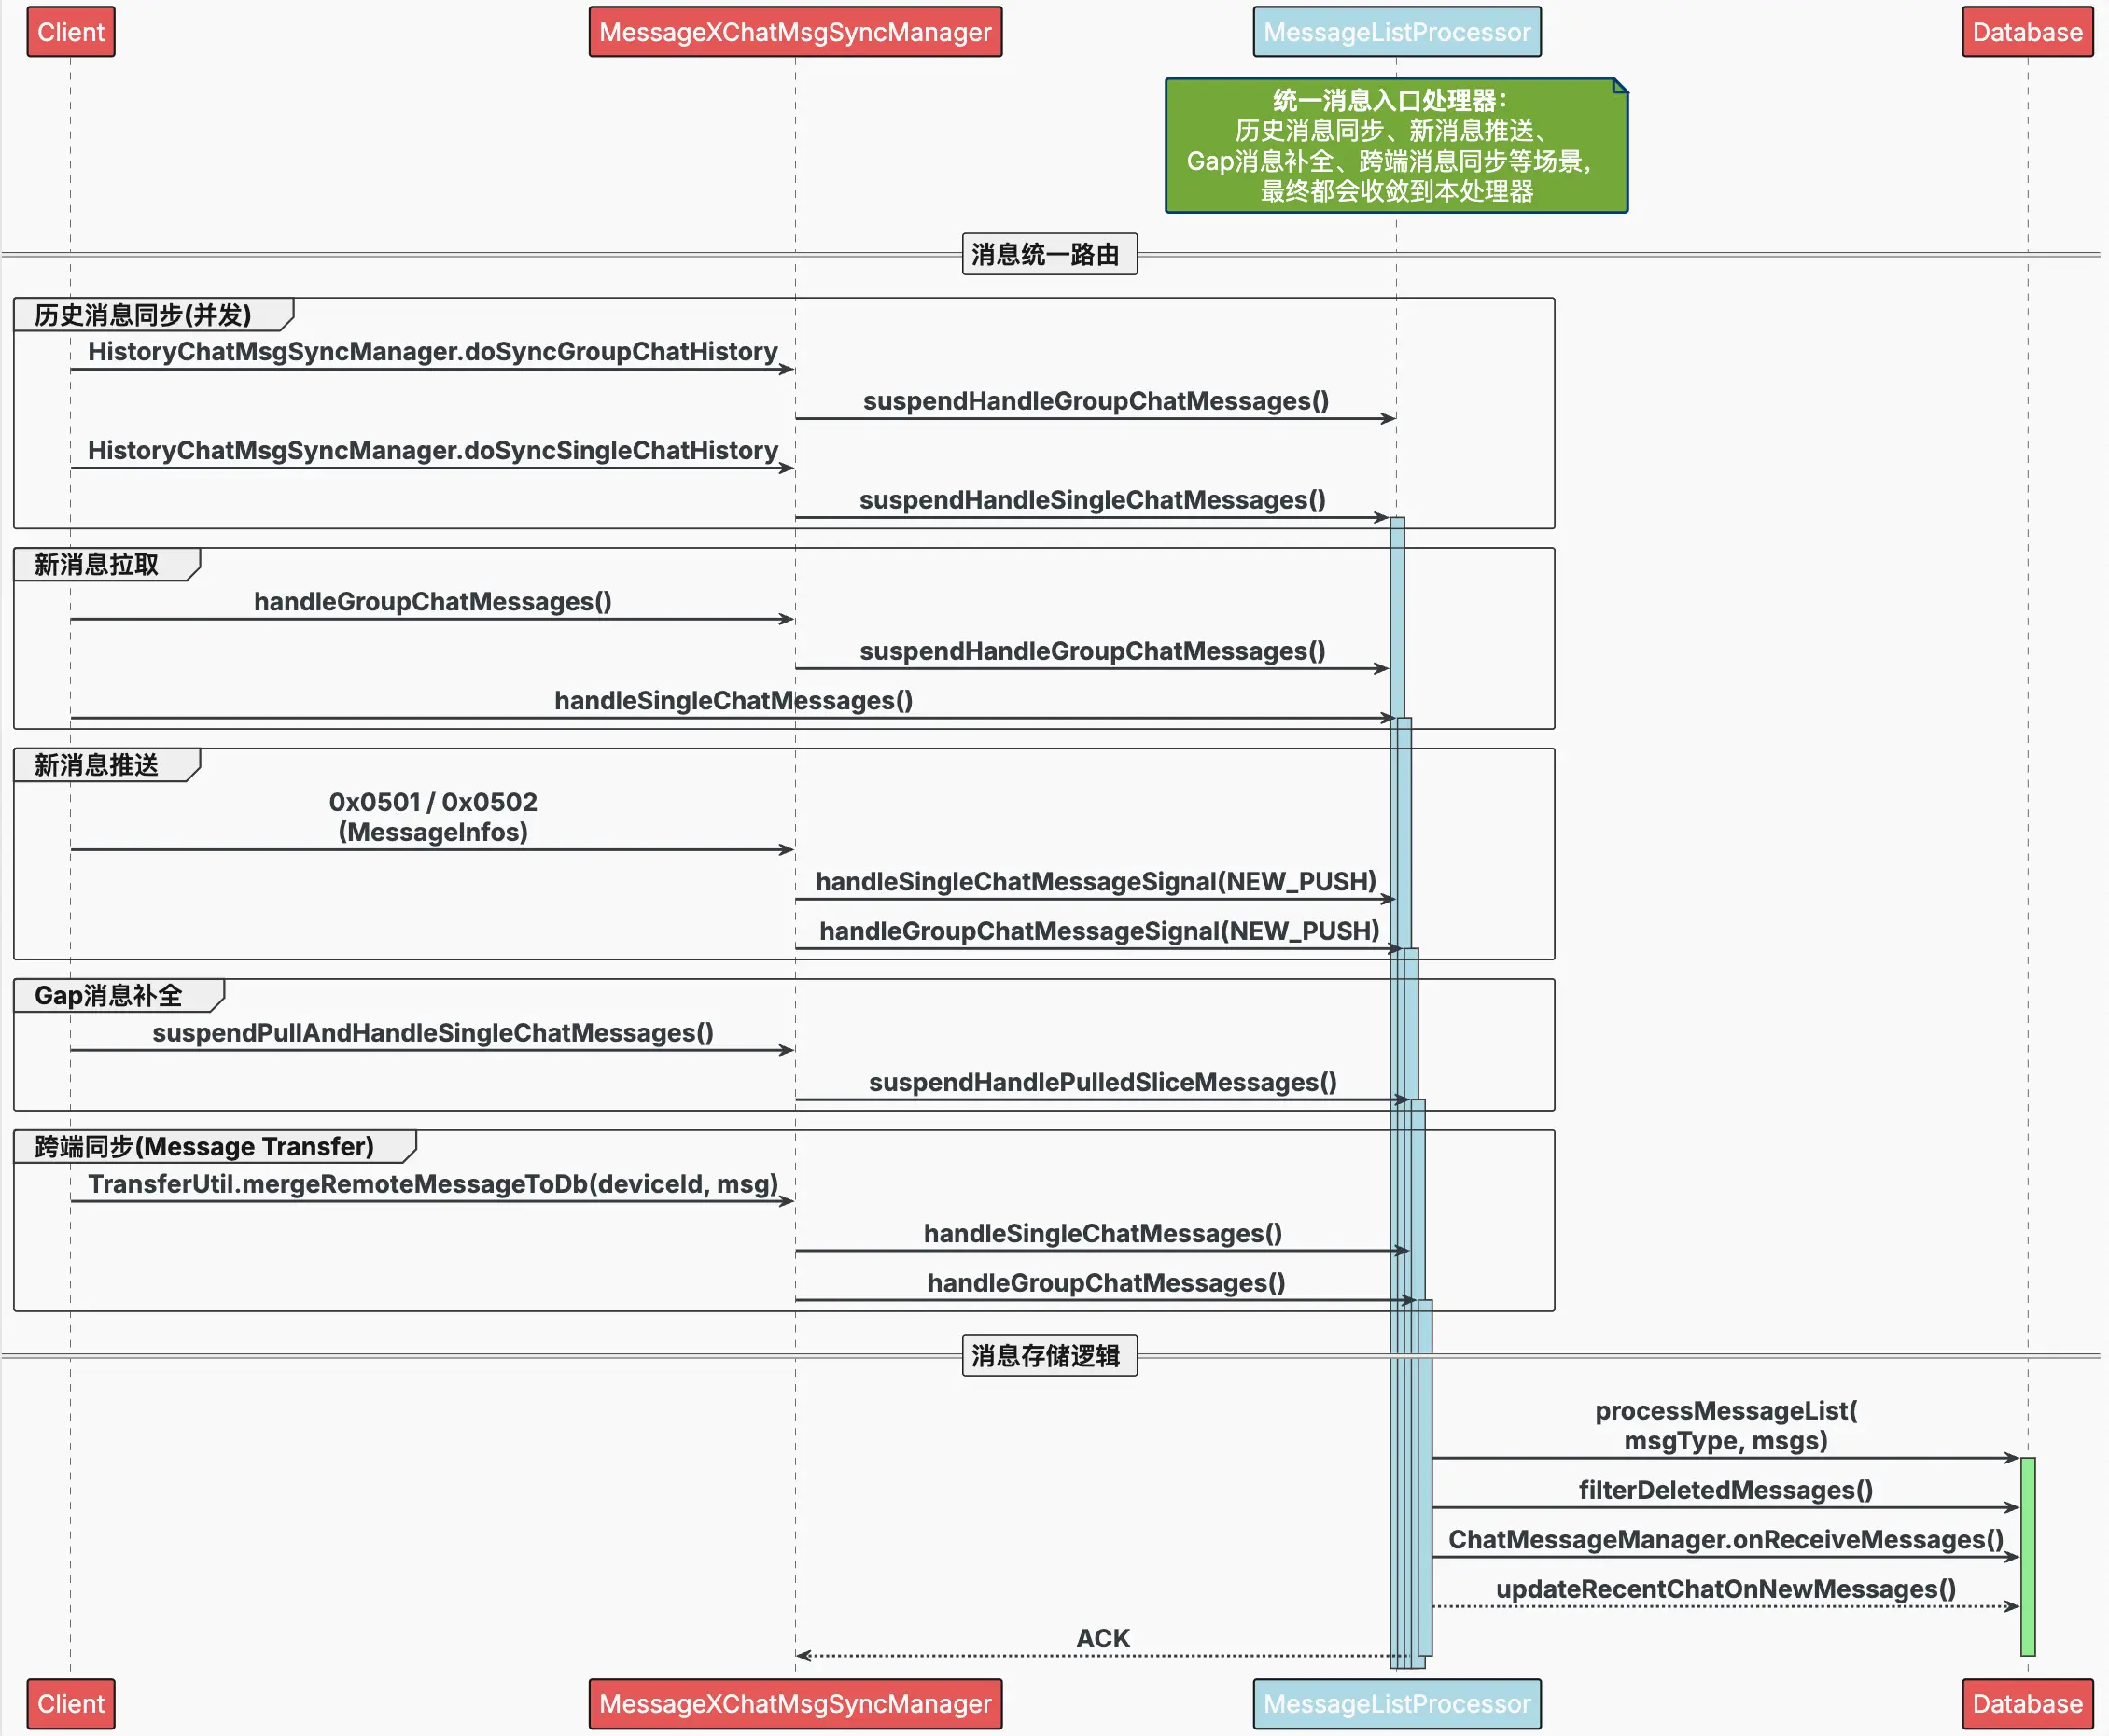 Client
MessageXChatMsgSyncManager
MessageListProcessor
Database
统一消息入口处理器：
历史消息同步、新消息推送、
Gap消息补全、跨端消息同步等场景，
最终都会收敛到本处理器
消息统一路由
历史消息同步(并发)
HistoryChatMsgSyncManager.doSyncGroupChatHistory
suspendHandleGroupChatMessages()
HistoryChatMsgSyncManager.doSyncSingleChatHistory
suspendHandleSingleChatMessages()
新消息拉取
handleGroupChatMessages()
suspendHandleGroupChatMessages()
handleSingleChatMessages()
新消息推送
0x0501 / 0x0502
(MessageInfos)
handleSingleChatMessageSignal(NEW_PUSH)
handleGroupChatMessageSignal(NEW_PUSH)
Gap消息补全
suspendPullAndHandleSingleChatMessages()
suspendHandlePulledSliceMessages()
跨端同步(Message Transfer)
TransferUtil.mergeRemoteMessageToDb(deviceId, msg)
handleSingleChatMessages()
handleGroupChatMessages()
消息存储逻辑
processMessageList(
msgType, msgs)
filterDeletedMessages()
ChatMessageManager.onReceiveMessages()
updateRecentChatOnNewMessages()
ACK
Client
MessageXChatMsgSyncManager
MessageListProcessor
Database